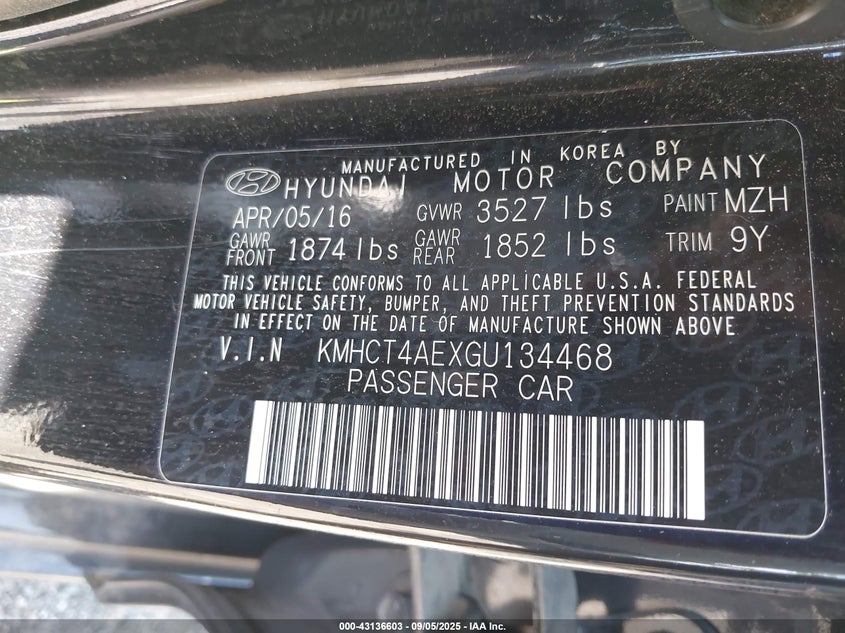 MANUFACTURED IN KOREA BY
HYUNDAI MOTOR COMPANY
APR/05/16 GVWR 3527 lbs PAINT MZH
GAWR FRONT 1874 lbs GAWR REAR 1852 lbs TRIM 9Y
THIS VEHICLE CONFORMS TO ALL APPLICABLE U.S.A. FEDERAL
MOTOR VEHICLE SAFETY, BUMPER, AND THEFT PREVENTION STANDARDS
IN EFFECT ON THE DATE OF MANUFACTURE SHOWN ABOVE
V.I.N KMHCT4AEXGU134468
PASSENGER CAR
000-43136603 - 09/05/2025 - IAA Inc.